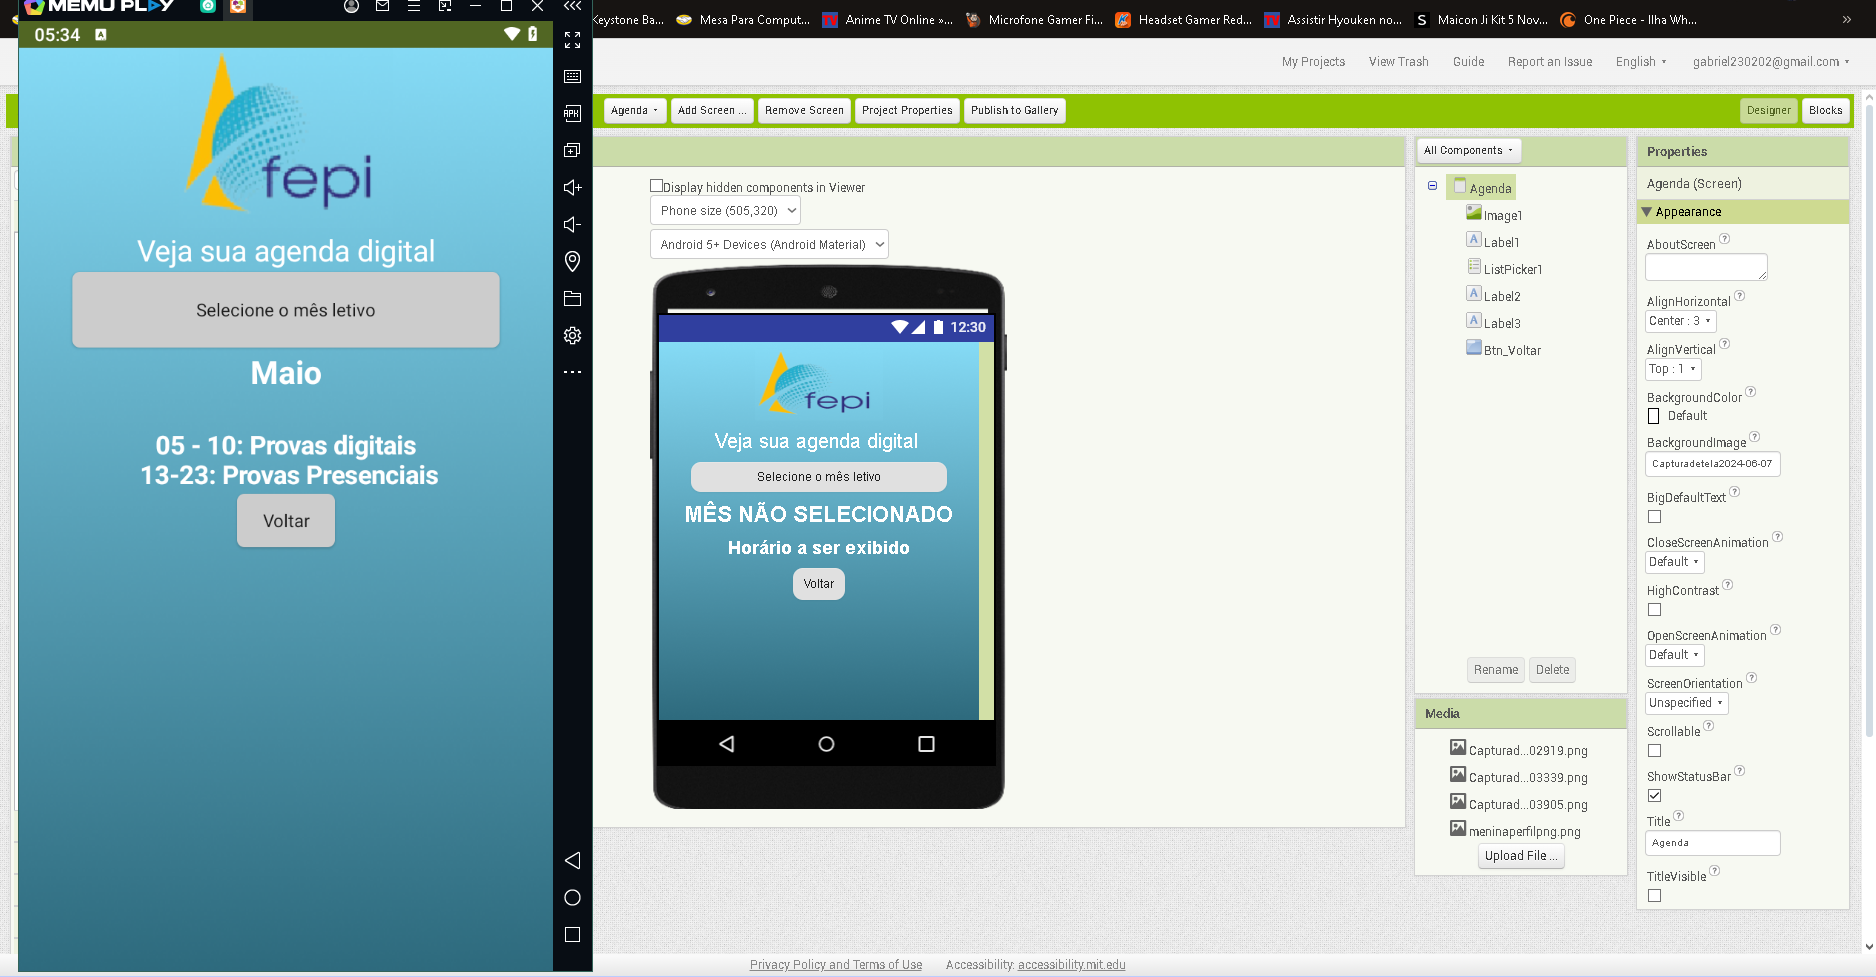 MEMU PLAY
Keystone Ba...
Mesa Para Comput...
Anime TV Online »...
Microfone Gamer Fi...
Headset Gamer Red...
Assistir Hyouken no...
Maicon Ji Kit 5 Nov...
One Piece - Ilha Wh...
05:34
My Projects
View Trash
Guide
Report an Issue
English
gabriel230202@gmail.com
Agenda
Add Screen ...
Remove Screen
Project Properties
Publish to Gallery
Designer
Blocks
fepi
Veja sua agenda digital
Selecione o mês letivo
Maio
05 - 10: Provas digitais
13-23: Provas Presenciais
Voltar
APK
Display hidden components in Viewer
Phone size (505,320)
Android 5+ Devices (Android Material)
12:30
fepi
Veja sua agenda digital
Selecione o mês letivo
MÊS NÃO SELECIONADO
Horário a ser exibido
Voltar
All Components
Agenda
Image1
Label1
ListPicker1
Label2
Label3
Btn_Voltar
Rename
Delete
Media
Capturad...02919.png
Capturad...03339.png
Capturad...03905.png
meninaperfilpng.png
Upload File ...
Properties
Agenda (Screen)
Appearance
AboutScreen
AlignHorizontal
Center : 3
AlignVertical
Top : 1
BackgroundColor
Default
BackgroundImage
Capturadetela2024-06-07
BigDefaultText
CloseScreenAnimation
Default
HighContrast
OpenScreenAnimation
Default
ScreenOrientation
Unspecified
Scrollable
ShowStatusBar
Title
Agenda
TitleVisible
Privacy Policy and Terms of Use
Accessibility: accessibility.mit.edu